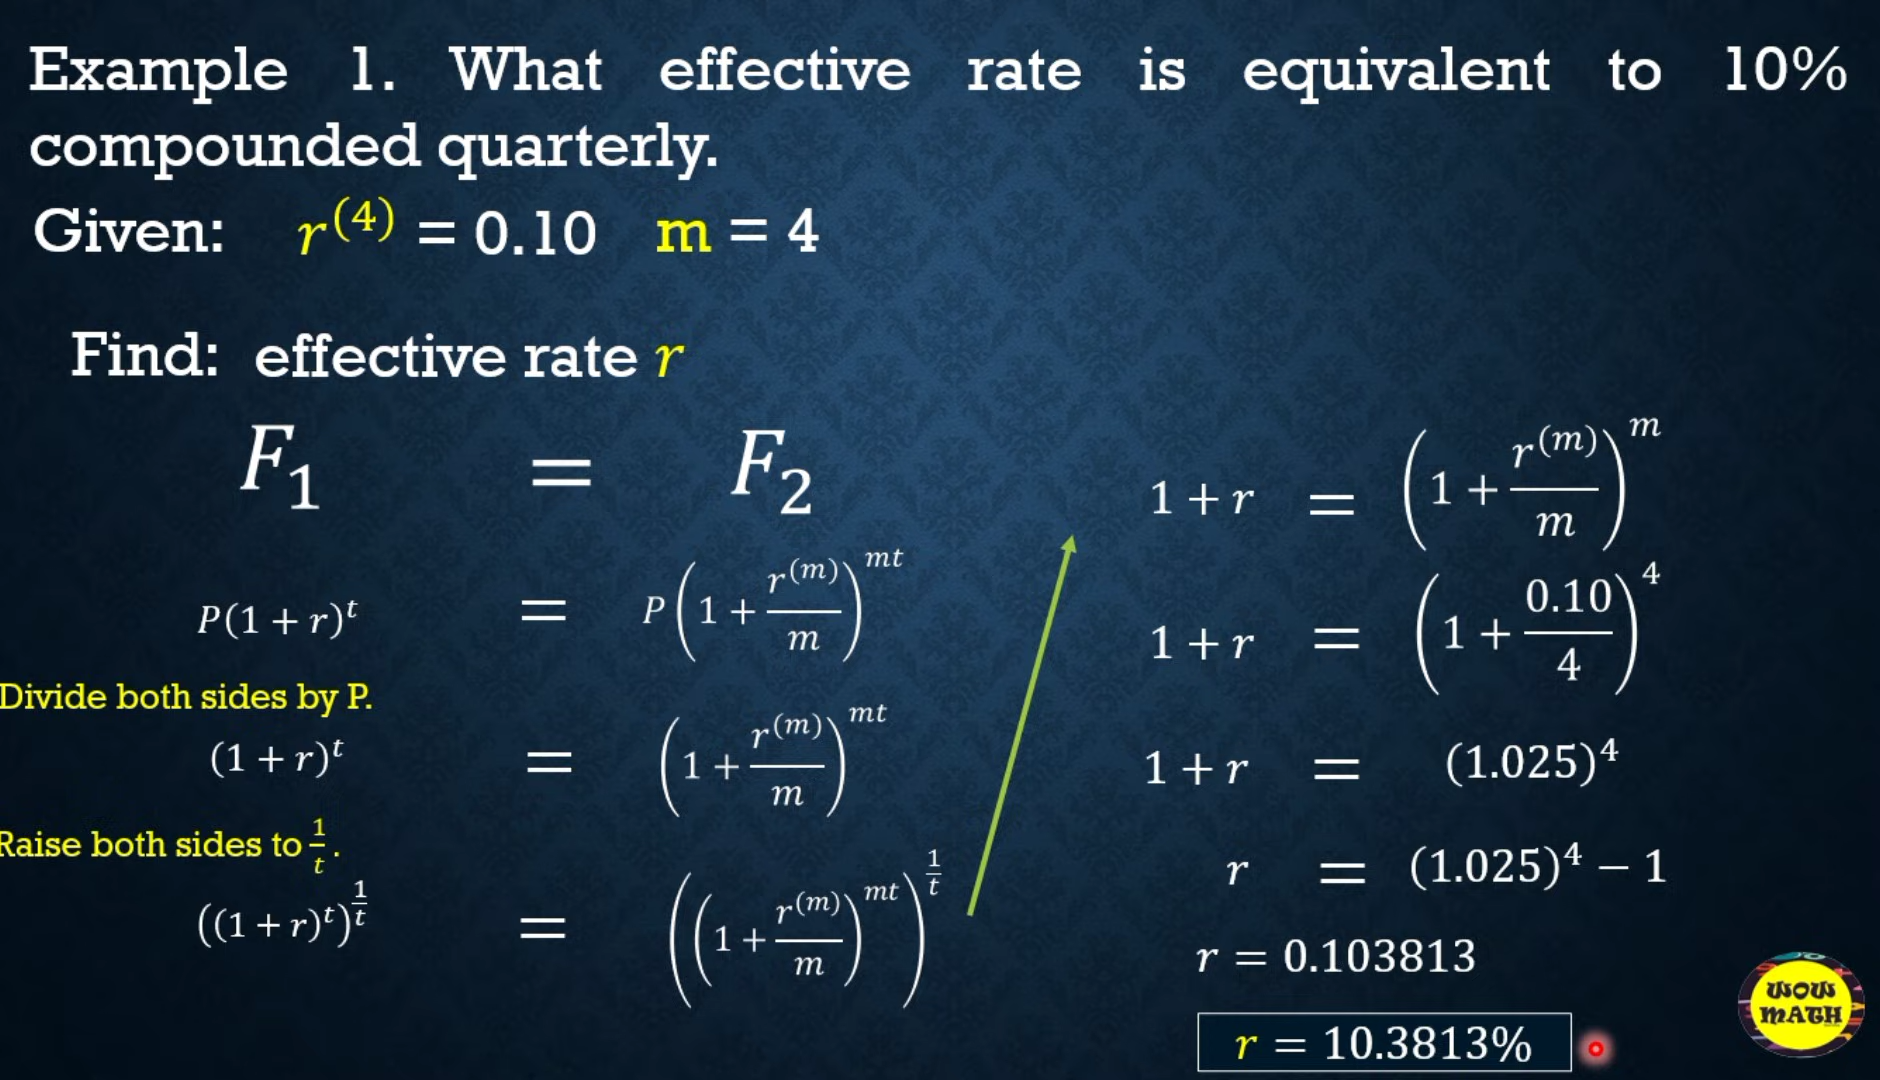 Example 1. What effective rate is equivalent to 10%
compounded quarterly.
Given: r^(4) = 0.10 m = 4
Find: effective rate r
F₁ = F₂
P(1 + r)^t = P(1 + r^(m)/m)^mt
Divide both sides by P.
(1 + r)^t = (1 + r^(m)/m)^mt
Raise both sides to 1/t.
((1 + r)^t)^1/t = ((1 + r^(m)/m)^mt)^1/t
1 + r = (1 + r^(m)/m)^m
1 + r = (1 + 0.10/4)^4
1 + r = (1.025)^4
r = (1.025)^4 − 1
r = 0.103813
r = 10.3813%
WOW
MATH